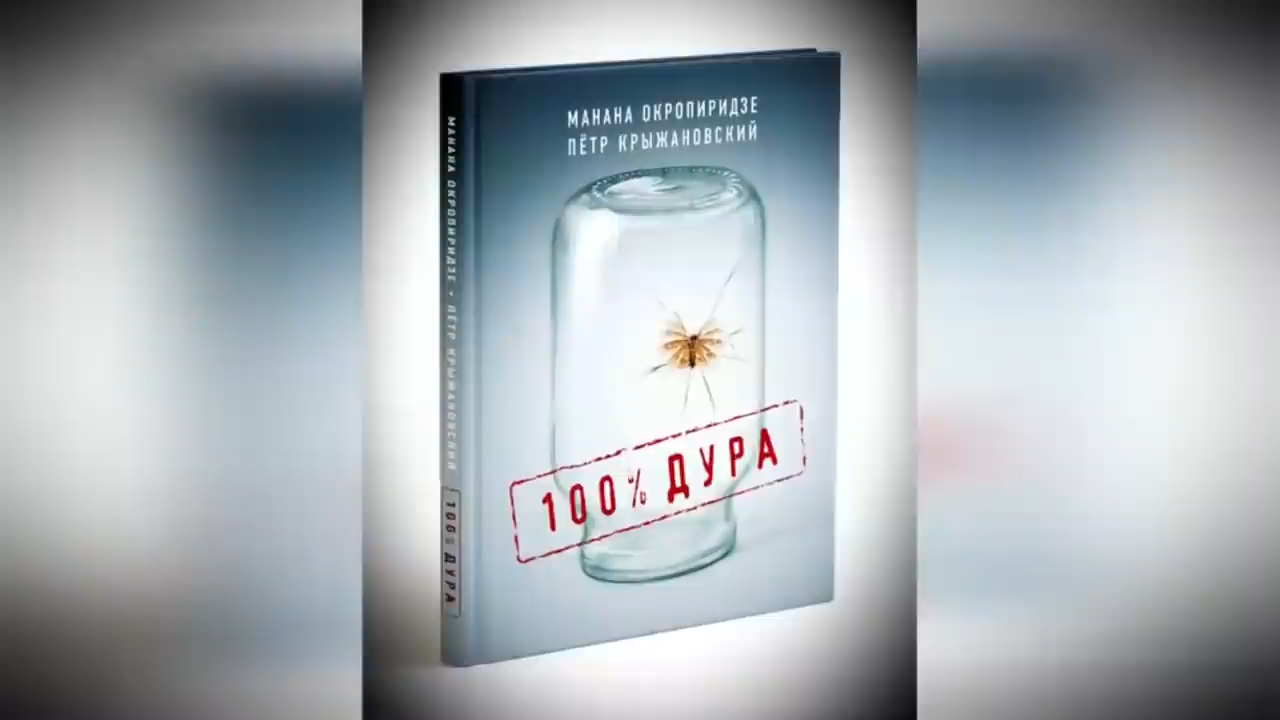 МАНАНА ОКРОПИРИДЗЕ
ПЁТР КРЫЖАНОВСКИЙ
100% ДУРА
МАНАНА ОКРОПИРИДЗЕ • ПЁТР КРЫЖАНОВСКИЙ 100% ДУРА